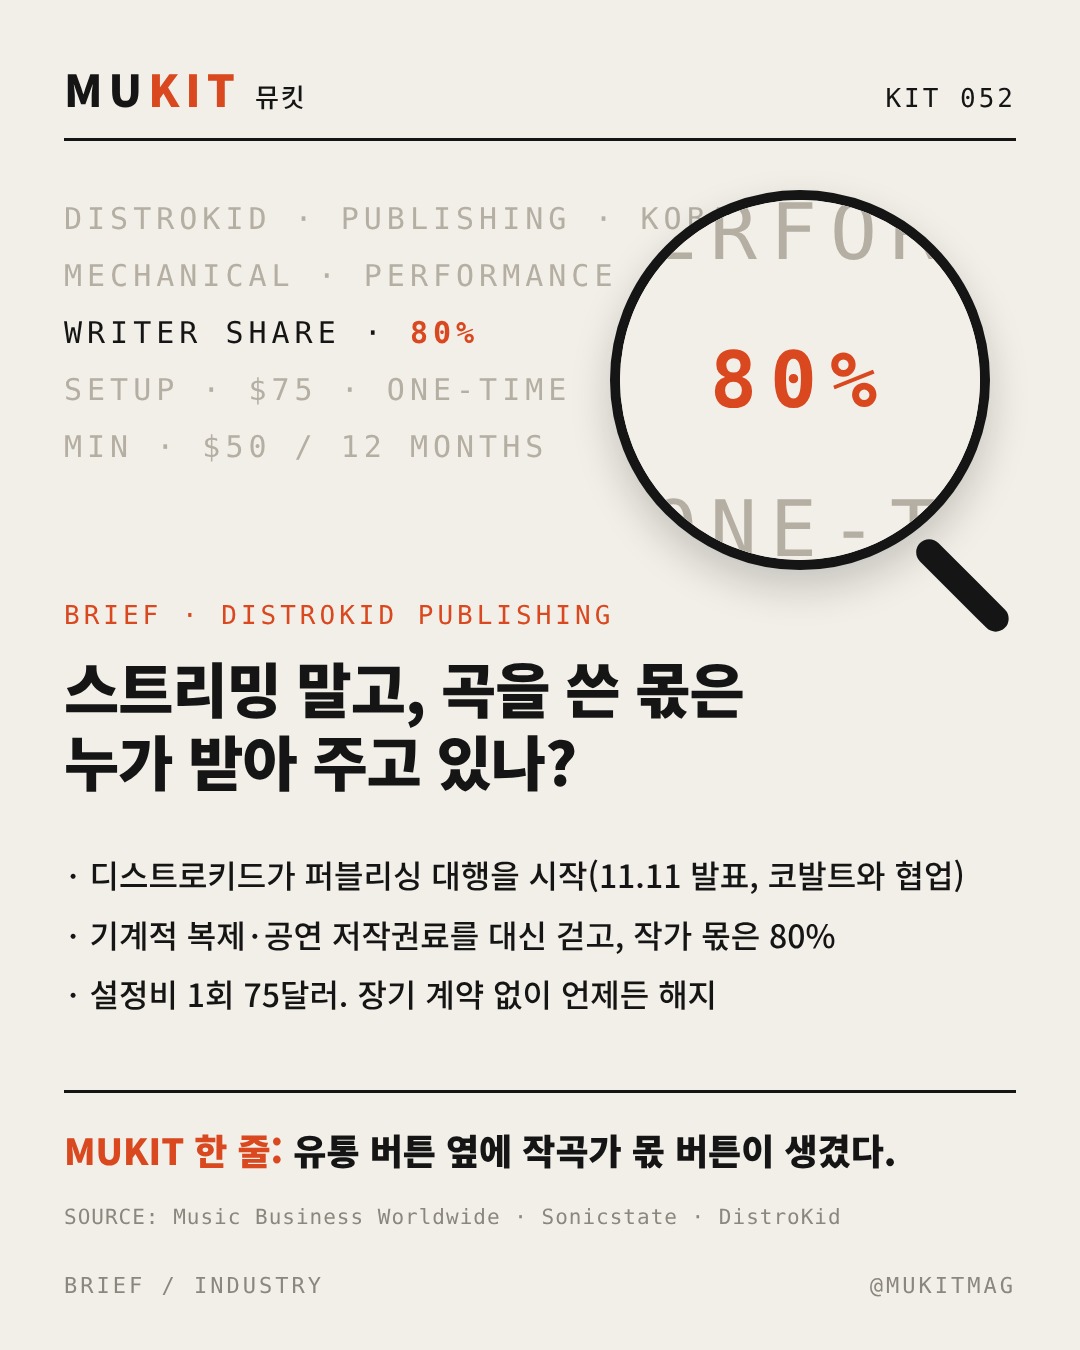 MUKIT 뮤킷
KIT 052
DISTROKID · PUBLISHING ·
MECHANICAL · PERFORMANCE
WRITER SHARE · 80%
SETUP · $75 · ONE-TIME
MIN · $50 / 12 MONTHS
80%
BRIEF · DISTROKID PUBLISHING
스트리밍 말고, 곡을 쓴 몫은
누가 받아 주고 있나?
· 디스트로키드가 퍼블리싱 대행을 시작(11.11 발표, 코발트와 협업)
· 기계적 복제·공연 저작권료를 대신 걷고, 작가 몫은 80%
· 설정비 1회 75달러. 장기 계약 없이 언제든 해지
MUKIT 한 줄: 유통 버튼 옆에 작곡가 몫 버튼이 생겼다.
SOURCE: Music Business Worldwide · Sonicstate · DistroKid
BRIEF / INDUSTRY
@MUKITMAG